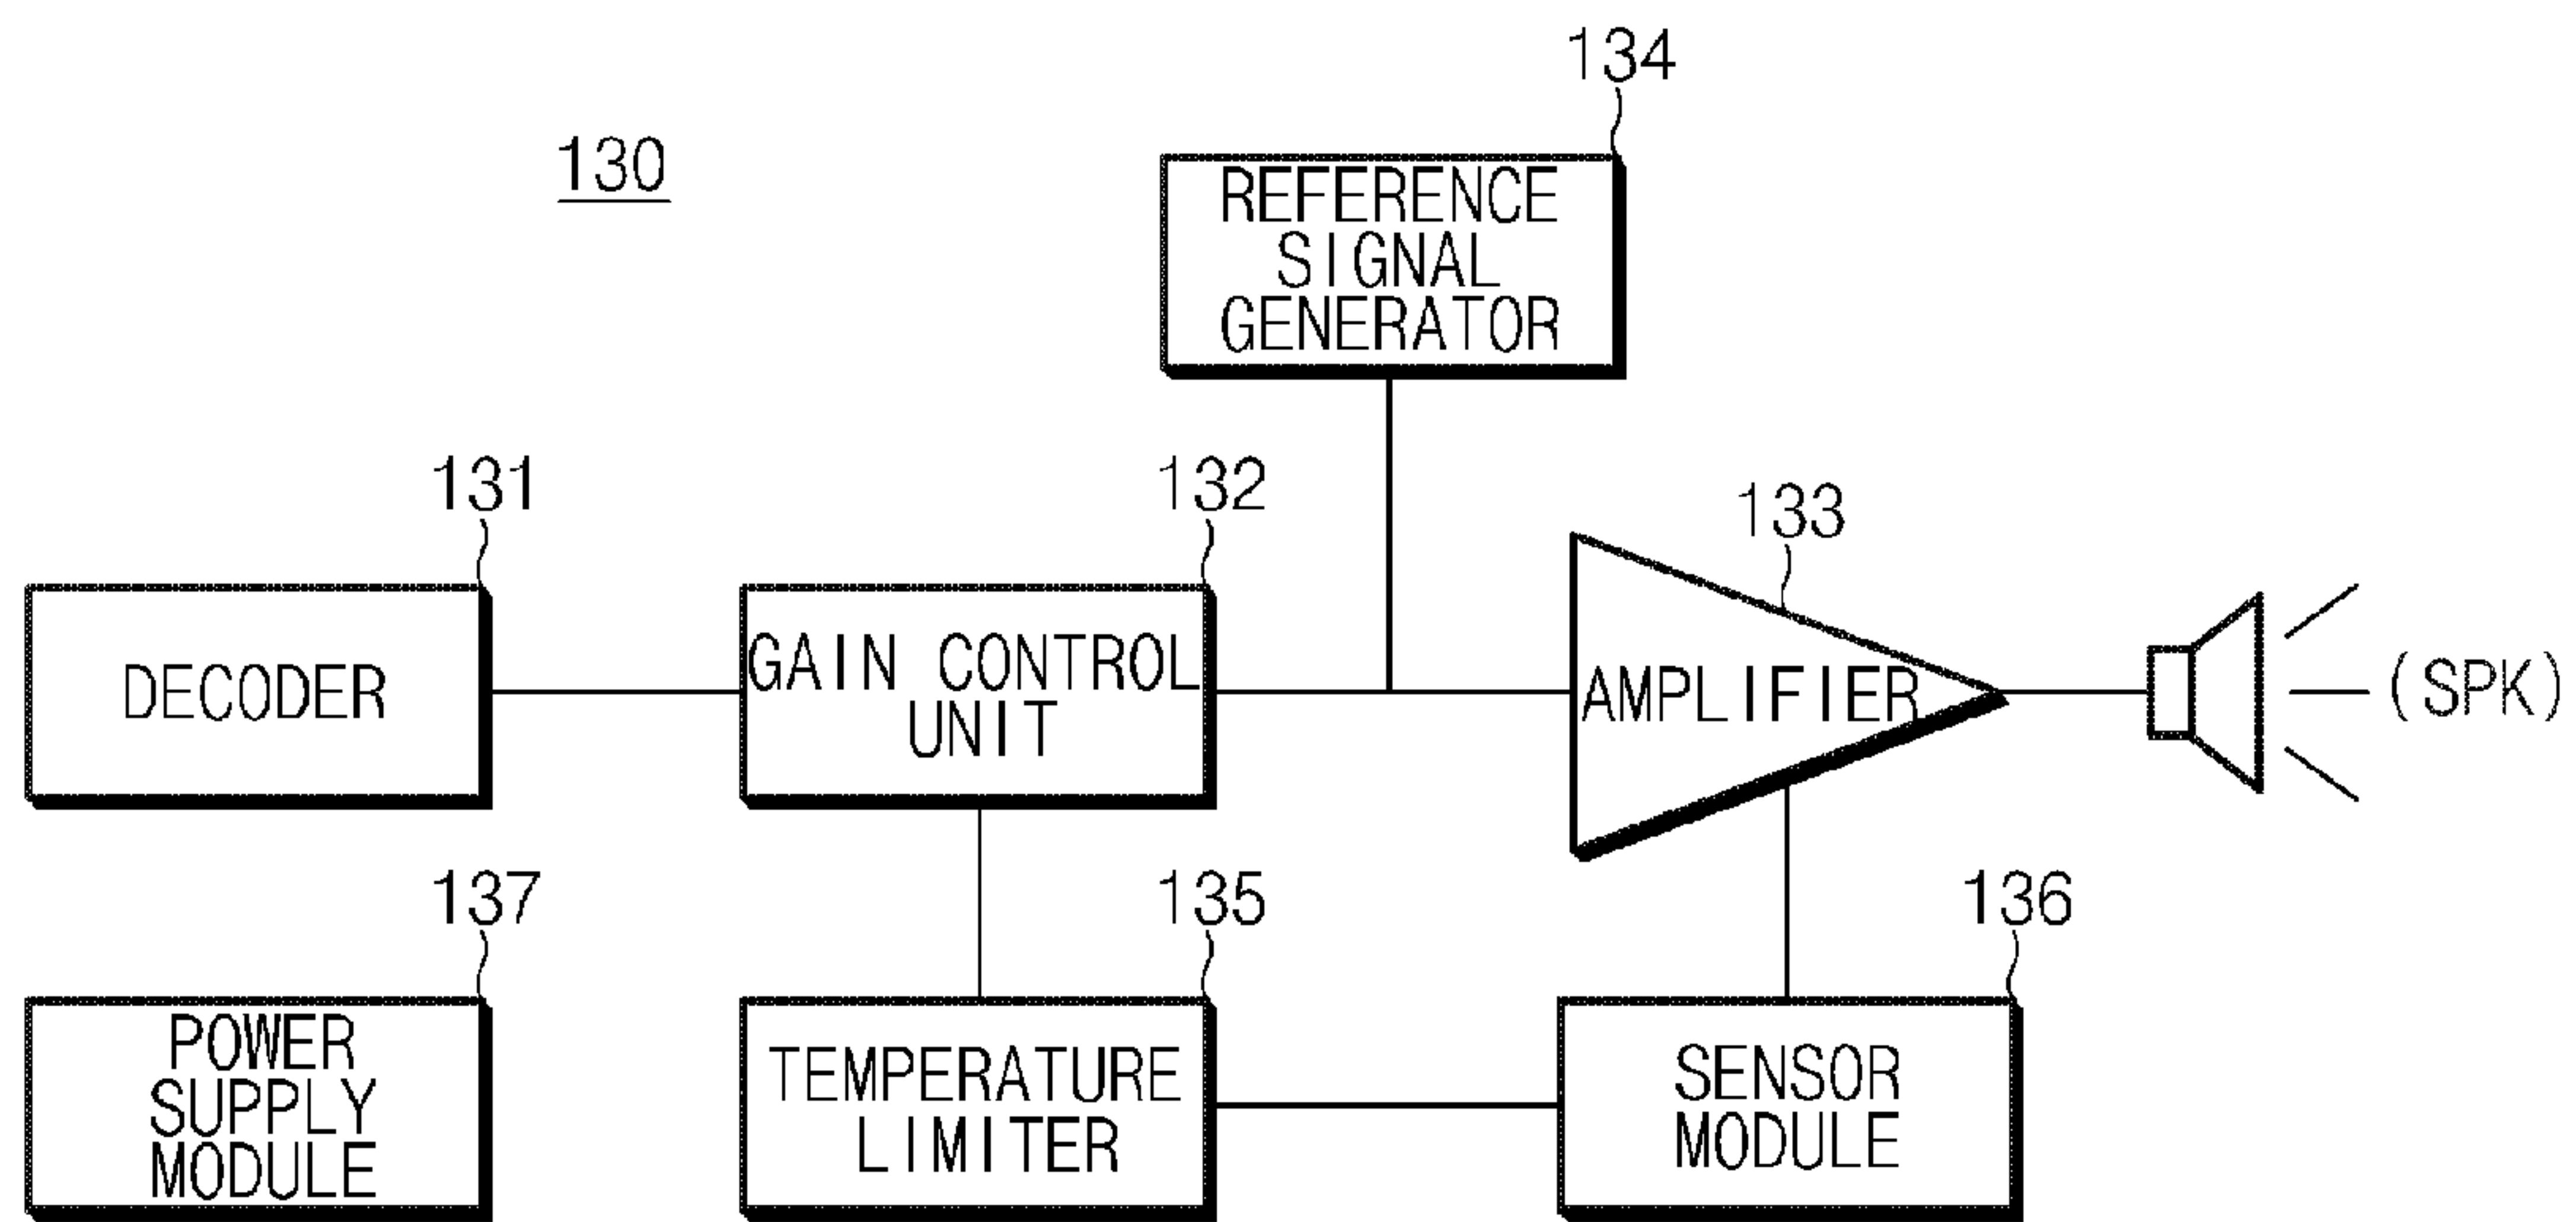 134
130
REFERENCE
SIGNAL
GENERATOR
131
132
133
DECODER
GAIN CONTROL
UNIT
AMPLIFIER
(SPK)
137
135
136
POWER
SUPPLY
MODULE
TEMPERATURE
LIMITER
SENSOR
MODULE